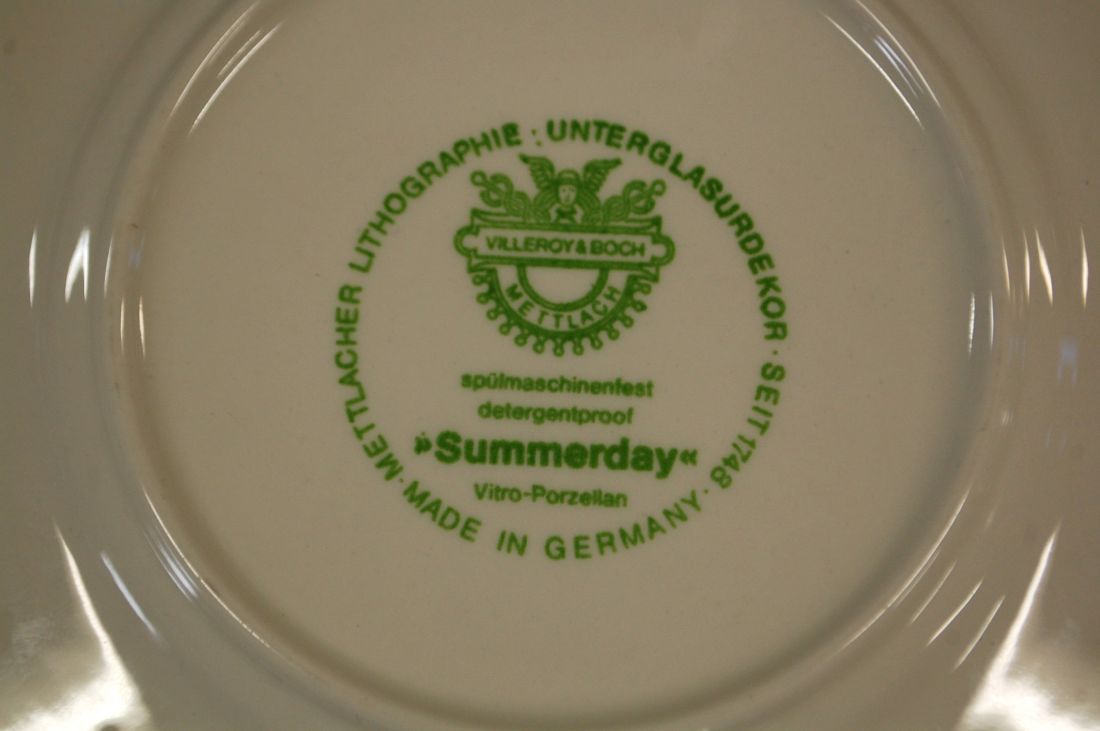 METTLACHER LITHOGRAPHIE · UNTERGLASURDEKOR · SEIT 1748 · MADE IN GERMANY ·
VILLEROY & BOCH
METTLACH
spülmaschinenfest
detergentproof
»Summerday«
Vitro-Porzellan